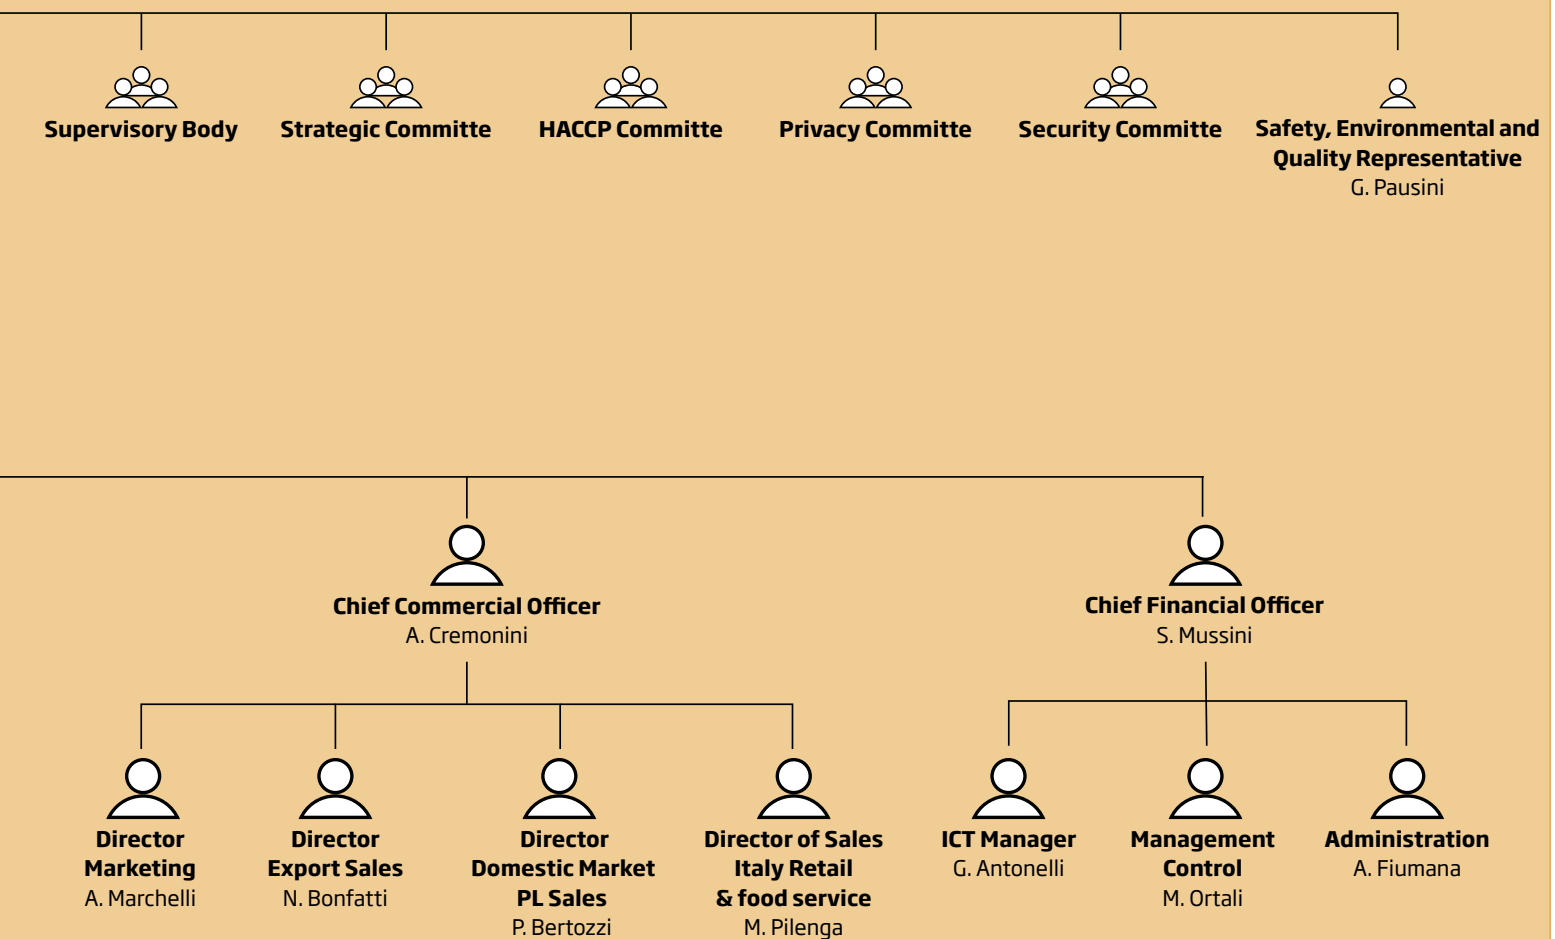 Supervisory Body
Strategic Committe
HACCP Committe
Privacy Committe
Security Committe
Safety, Environmental and
Quality Representative
G. Pausini
Chief Commercial Officer
A. Cremonini
Chief Financial Officer
S. Mussini
Director
Marketing
A. Marchelli
Director
Export Sales
N. Bonfatti
Director
Domestic Market
PL Sales
P. Bertozzi
Director of Sales
Italy Retail
& food service
M. Pilenga
ICT Manager
G. Antonelli
Management
Control
M. Ortali
Administration
A. Fiumana